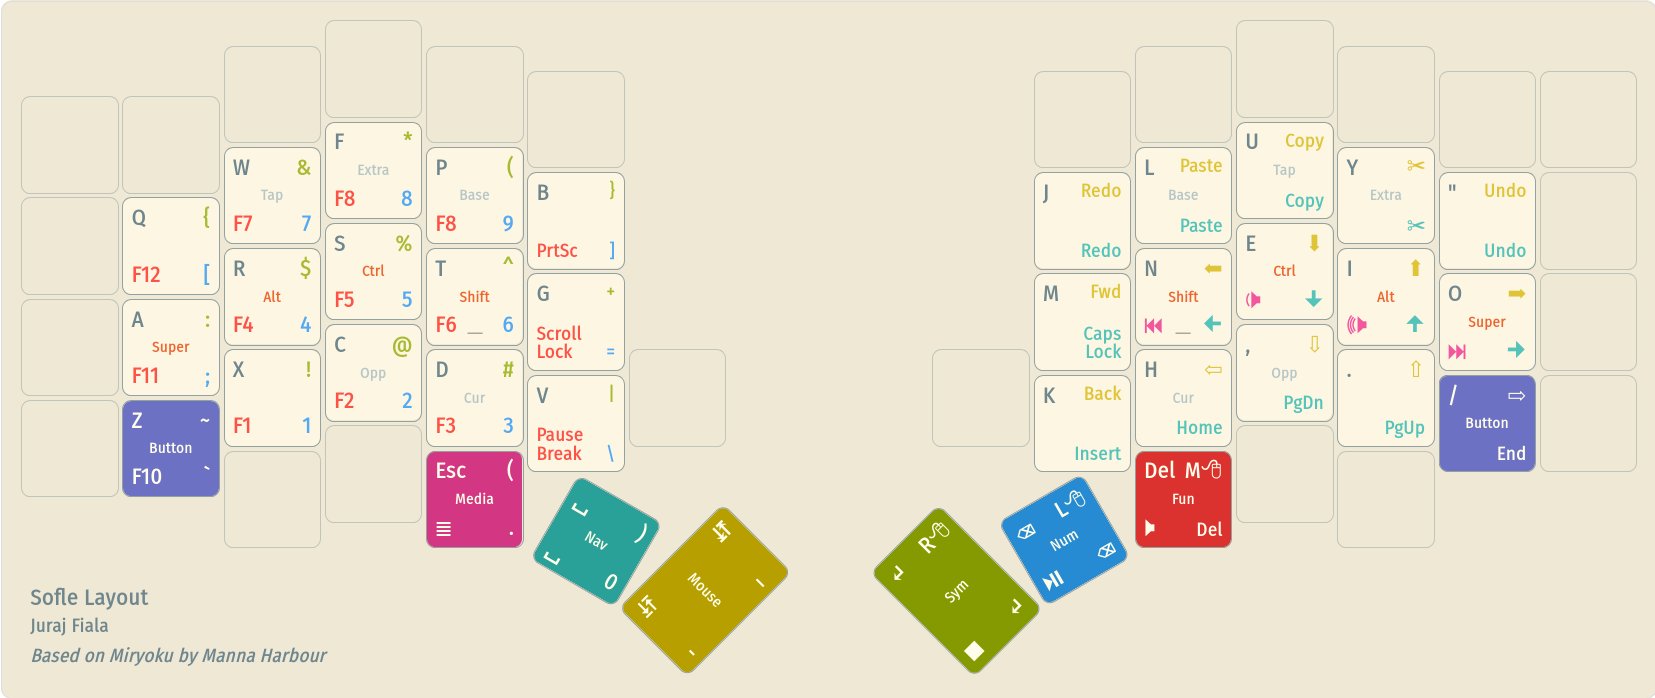 F *
Extra
F8 8
W &
Tap
F7 7
P (
Base
F8 9
B }
PrtSc ]
Q {
F12 [
S %
Ctrl
F5 5
R $
Alt
F4 4
T ^
Shift
F6 _ 6
G +
Scroll
Lock =
A :
Super
F11 ;
C @
Opp
F2 2
X !
F1 1
D #
Cur
F3 3
V |
Pause
Break \
Z ~
Button
F10 `
Esc (
Media
.
Nav )
0
Mouse _
-
U Copy
Tap
Copy
L Paste
Base
Paste
Y
Extra
J Redo
Redo
" Undo
Undo
E
Ctrl
N
Shift
_
I
Alt
M Fwd
Caps
Lock
O
Super
,
Opp
PgDn
H
Cur
Home
.
PgUp
K Back
Insert
/
Button
End
Del M
Fun
Del
L
Num
R
Sym
Sofle Layout
Juraj Fiala
Based on Miryoku by Manna Harbour